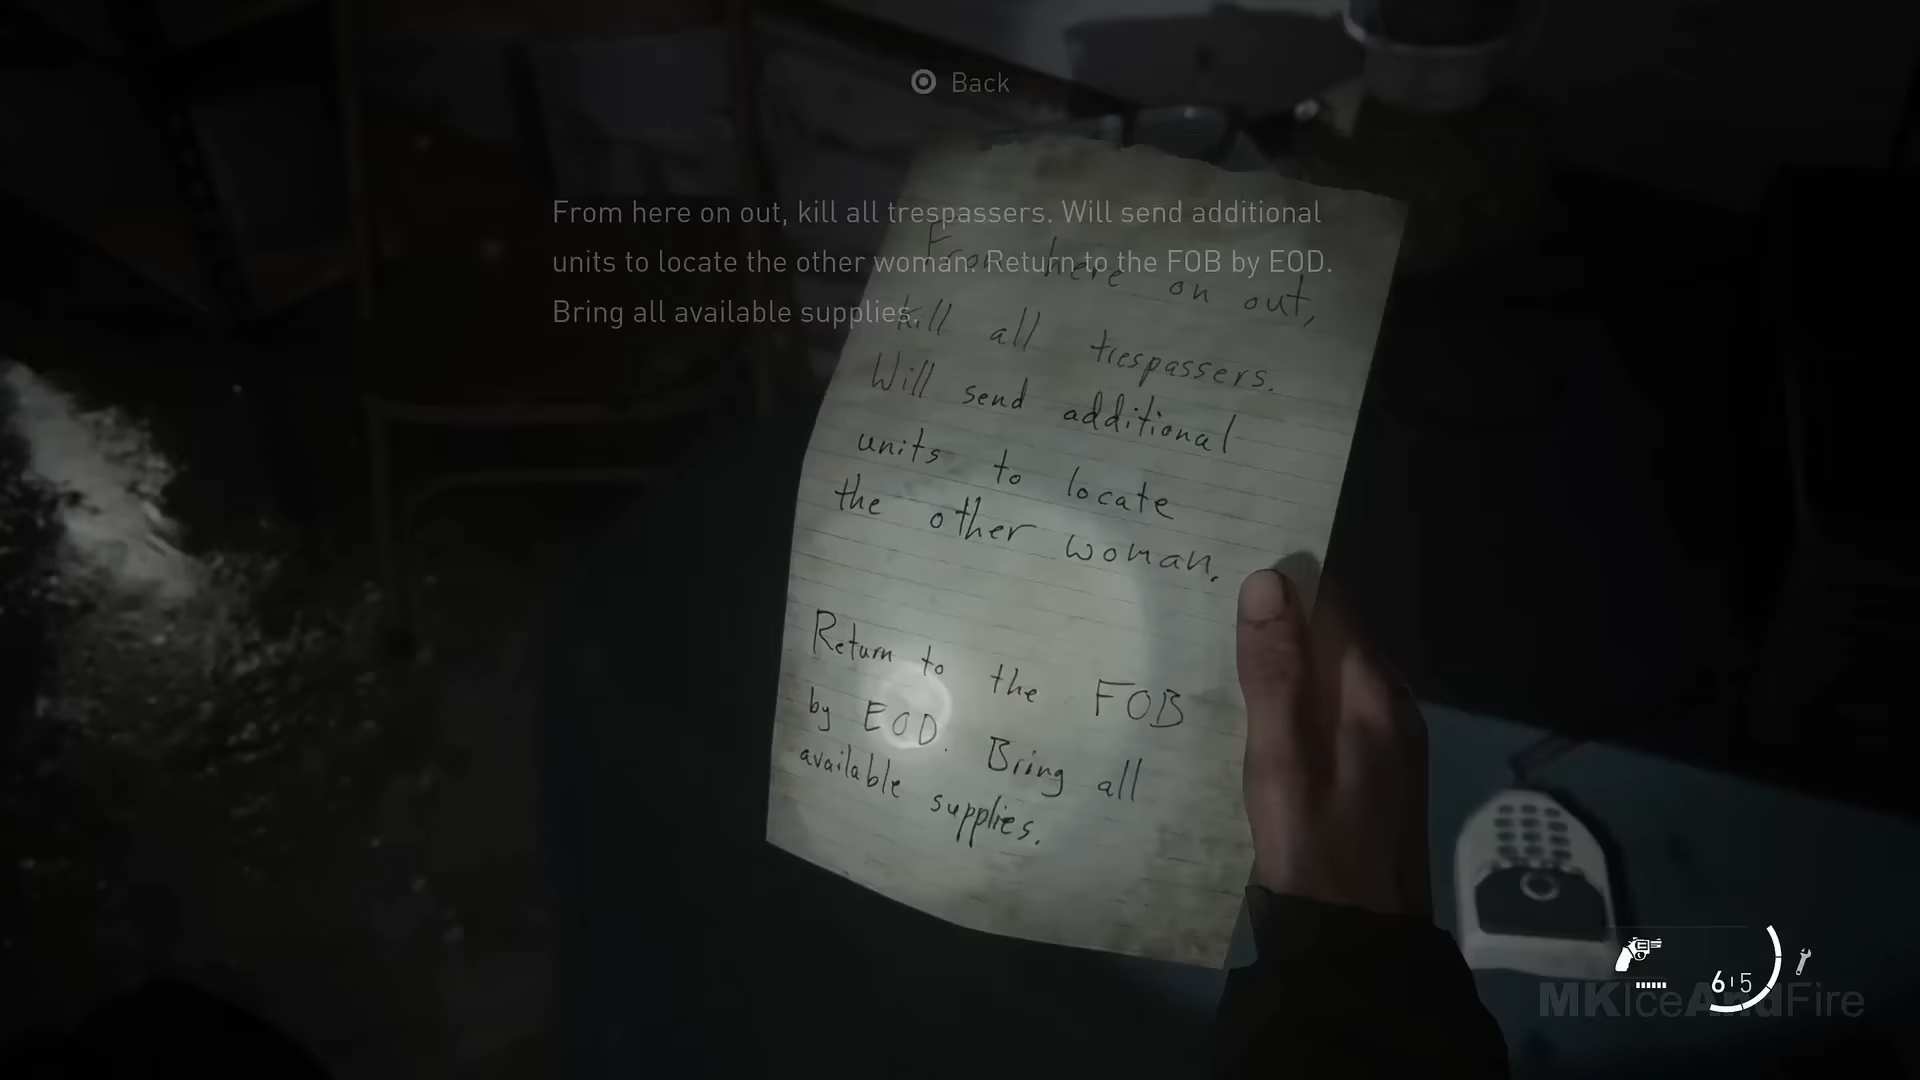 Back
From here on out, kill all trespassers. Will send additional
units to locate the other woman. Return to the FOB by EOD.
Bring all available supplies.
From here on out,
kill all trespassers.
Will send additional
units to locate
the other woman.
Return to the FOB
by EOD. Bring all
available supplies.
6 5
MKIceAndFire